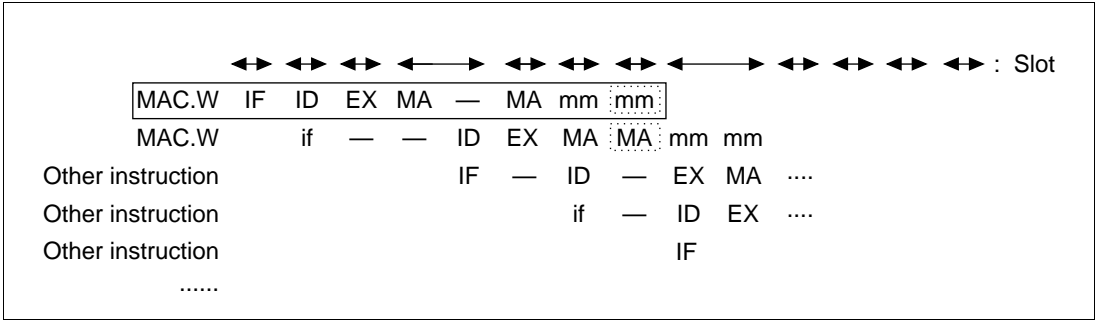 : Slot
MAC.W IF ID EX MA — MA mm mm
MAC.W if — — ID EX MA MA mm mm
Other instruction IF — ID — EX MA ....
Other instruction if — ID EX ....
Other instruction IF
......